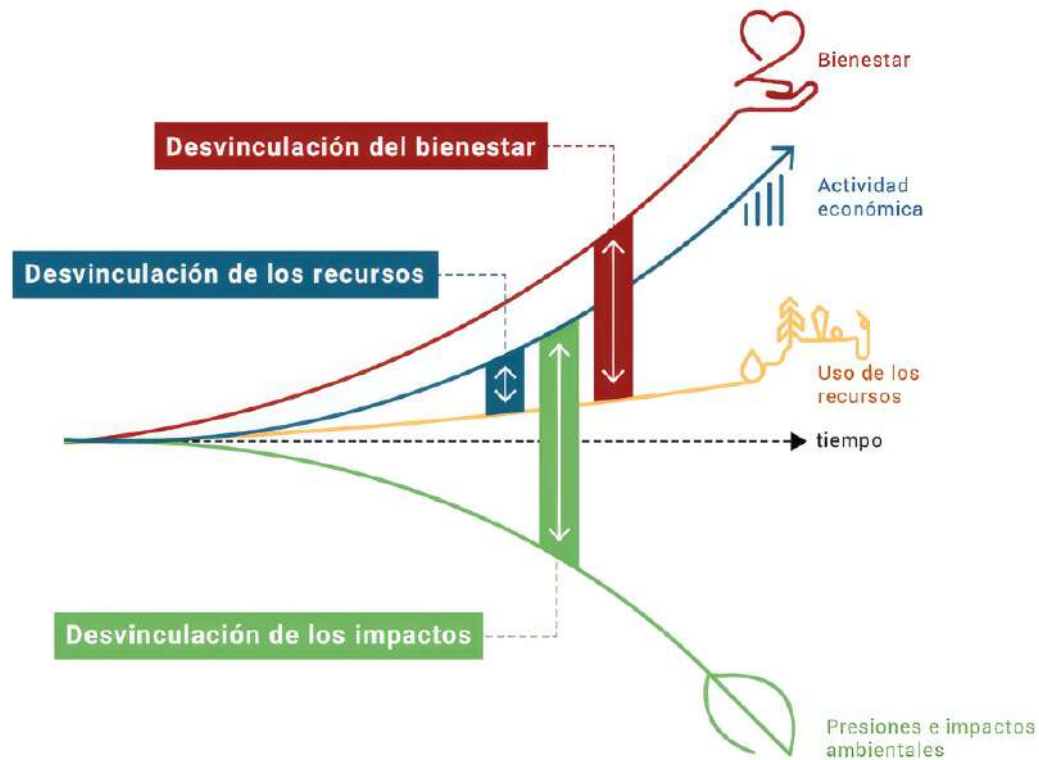 Bienestar
Desvinculación del bienestar
Actividad
económica
Desvinculación de los recursos
Uso de los
recursos
tiempo
Desvinculación de los impactos
Presiones e impactos
ambientales